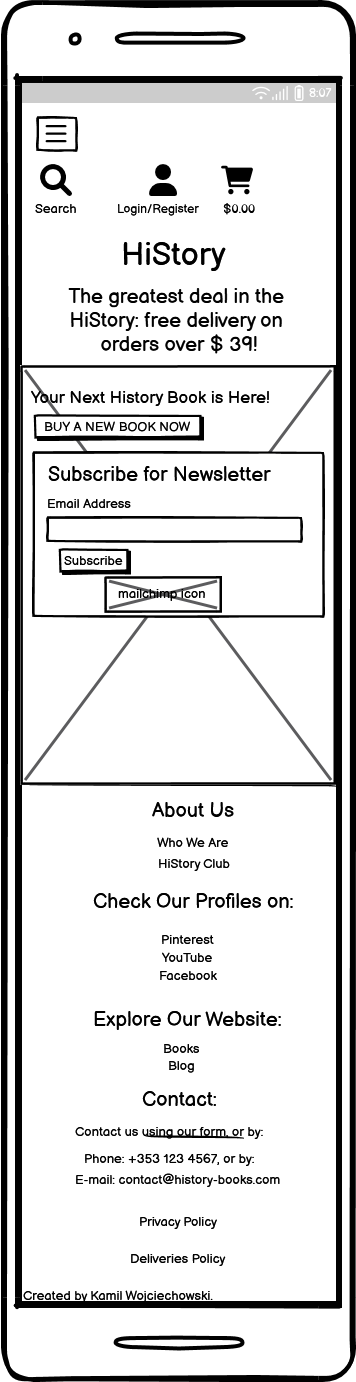 8:07
Search
Login/Register
$0.00
HiStory
The greatest deal in the
HiStory: free delivery on
orders over $ 39!
Your Next History Book is Here!
BUY A NEW BOOK NOW
Subscribe for Newsletter
Email Address
Subscribe
mailchimp icon
About Us
Who We Are
HiStory Club
Check Our Profiles on:
Pinterest
YouTube
Facebook
Explore Our Website:
Books
Blog
Contact:
Contact us using our form, or by:
Phone: +353 123 4567, or by:
E-mail: contact@history-books.com
Privacy Policy
Deliveries Policy
Created by Kamil Wojciechowski.